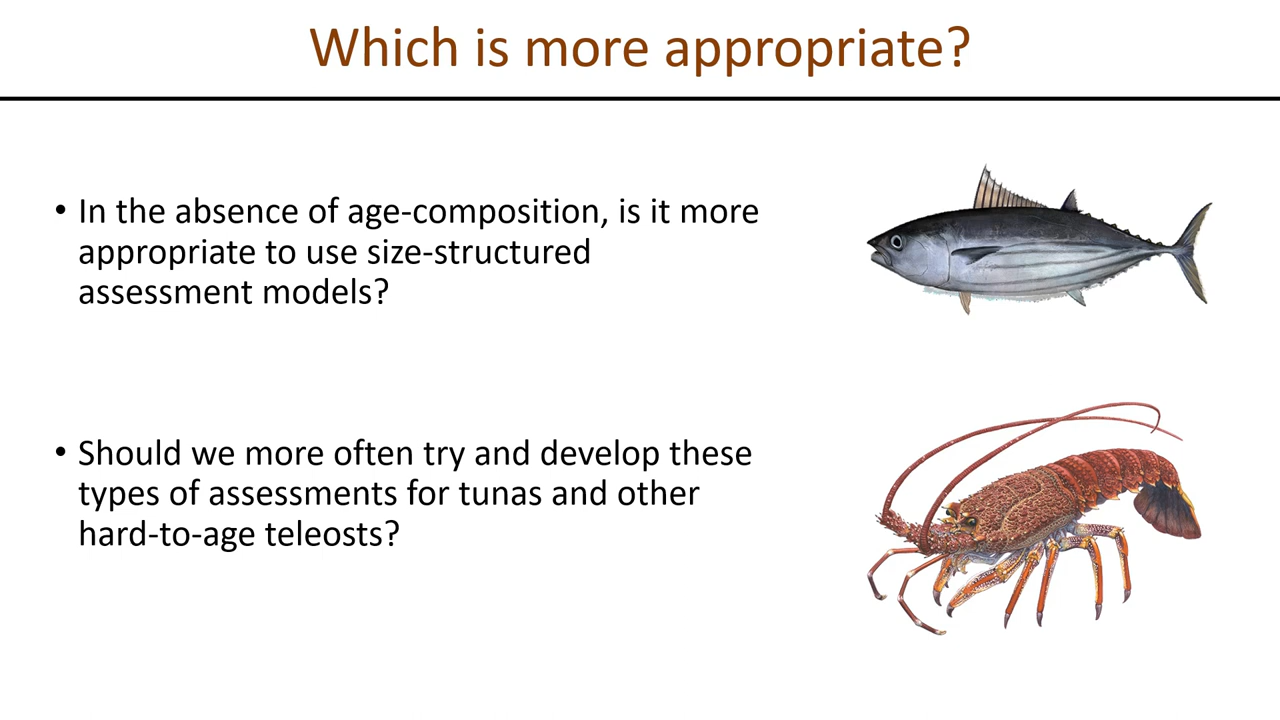 Which is more appropriate?
• In the absence of age-composition, is it more
appropriate to use size-structured
assessment models?
• Should we more often try and develop these
types of assessments for tunas and other
hard-to-age teleosts?